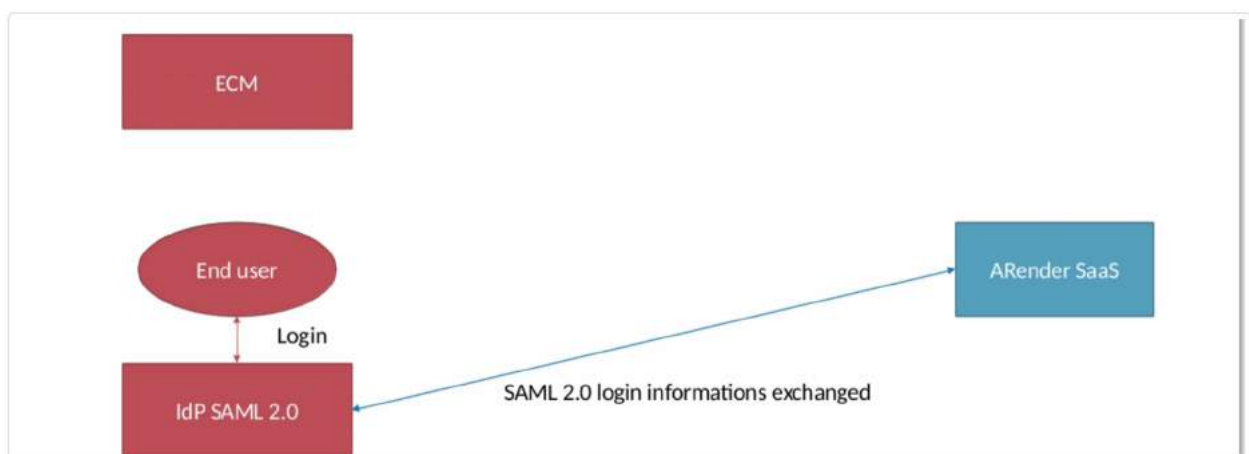 ECM
End user
ARender SaaS
Login
SAML 2.0 login informations exchanged
IdP SAML 2.0